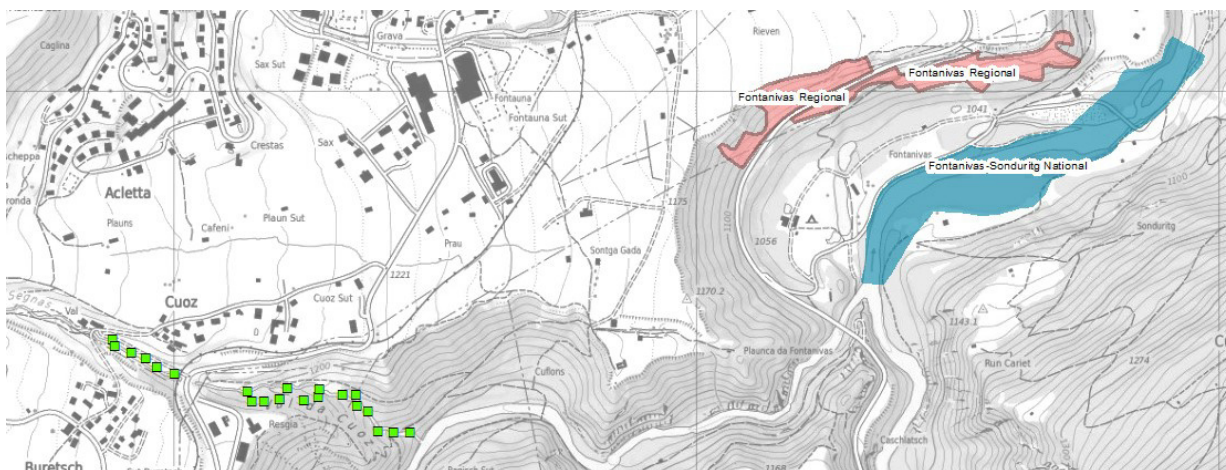 Caglina
Sax Sut
Grava
Rieven
Fontanivas Regional
Fontanivas Regional
Fontauna
Fontauna Sut
1041
Sax
Crestas
Fontanivas
Fontanivas-Sonduritg National
1100
Acletta
Plaun Sut
Plauns
Cafeni
Prau
1175
1100
1056
Sontga Gada
Sonduritg
1221
Cuoz
Cuoz Sut
Segnas
Val
1170.2
1143.1
Plaunca da Fontanivas
1200
Cuflons
Run Cariet
1274
Resgia
Caschlatsch
Buretsch
1168